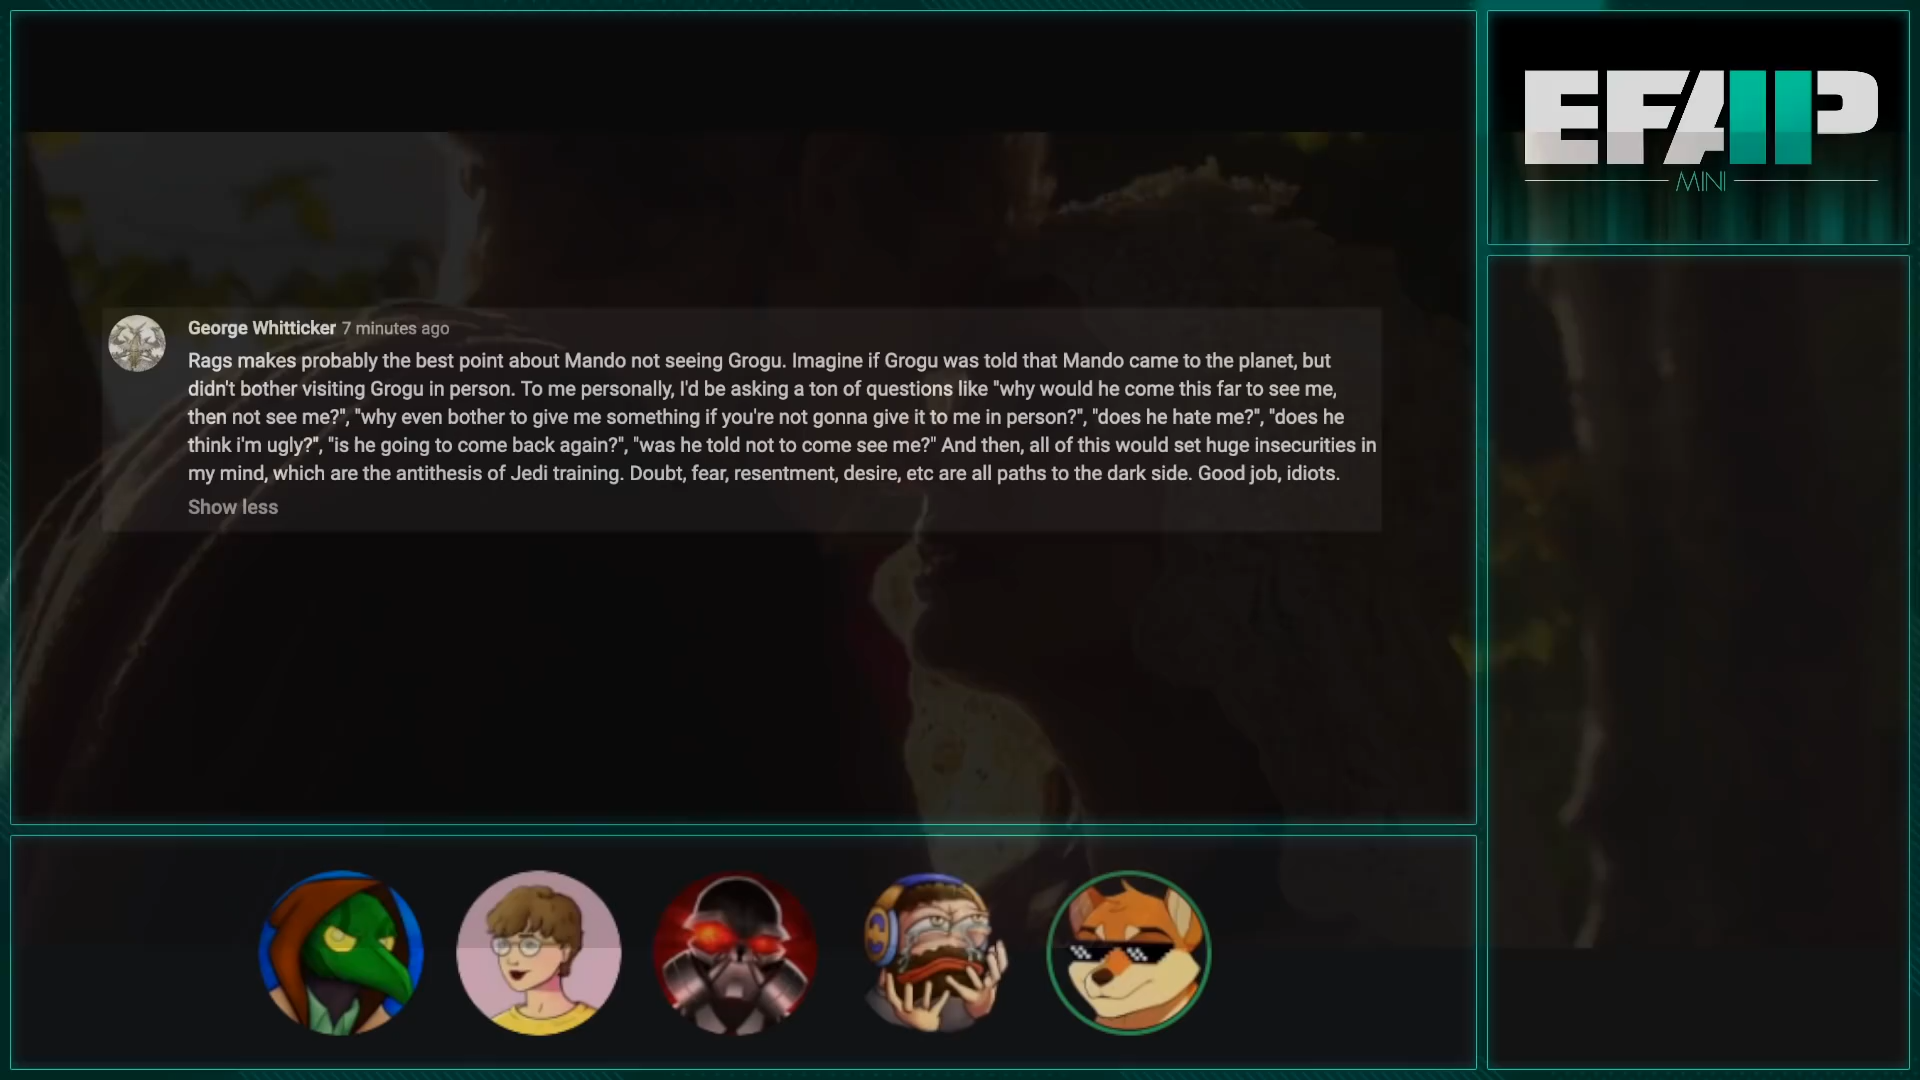 EFAP
MINI
George Whitticker 7 minutes ago
Rags makes probably the best point about Mando not seeing Grogu. Imagine if Grogu was told that Mando came to the planet, but
didn't bother visiting Grogu in person. To me personally, I'd be asking a ton of questions like "why would he come this far to see me,
then not see me?", "why even bother to give me something if you're not gonna give it to me in person?", "does he hate me?", "does he
think i'm ugly?", "is he going to come back again?", "was he told not to come see me?" And then, all of this would set huge insecurities in
my mind, which are the antithesis of Jedi training. Doubt, fear, resentment, desire, etc are all paths to the dark side. Good job, idiots.
Show less